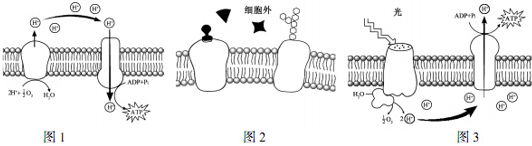 H⁺ H⁺ H⁺ H⁺ H⁺
ADP+Pi
2H⁺+½O₂ H₂O
H⁺ ATP
图1
细胞外
图2
光
H⁺ ADP+Pi ATP
H₂O
½O₂ 2H⁺ H⁺ H⁺ H⁺ H⁺
图3